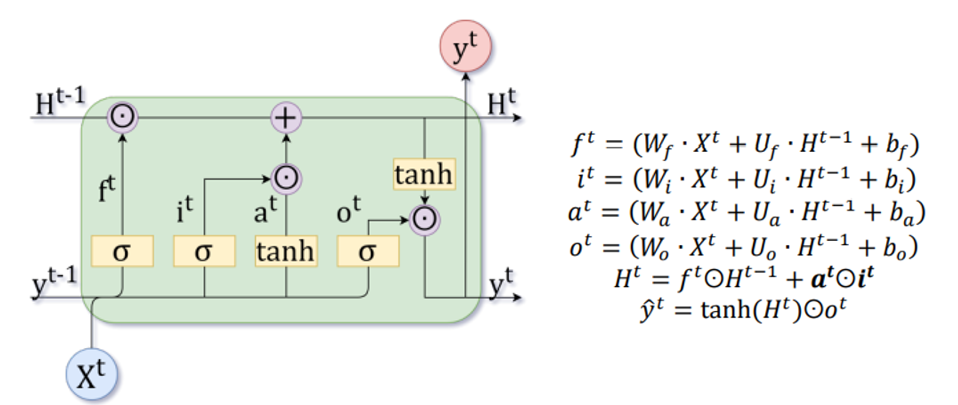 y^t
H^{t-1}
H^t
f^t
i^t
a^t
o^t
tanh
σ
σ
tanh
σ
y^{t-1}
y^t
X^t
f^t = (W_f · X^t + U_f · H^{t−1} + b_f)
i^t = (W_i · X^t + U_i · H^{t−1} + b_i)
a^t = (W_a · X^t + U_a · H^{t−1} + b_a)
o^t = (W_o · X^t + U_o · H^{t−1} + b_o)
H^t = f^t⊙H^{t−1} + a^t⊙i^t
ŷ^t = tanh(H^t)⊙o^t